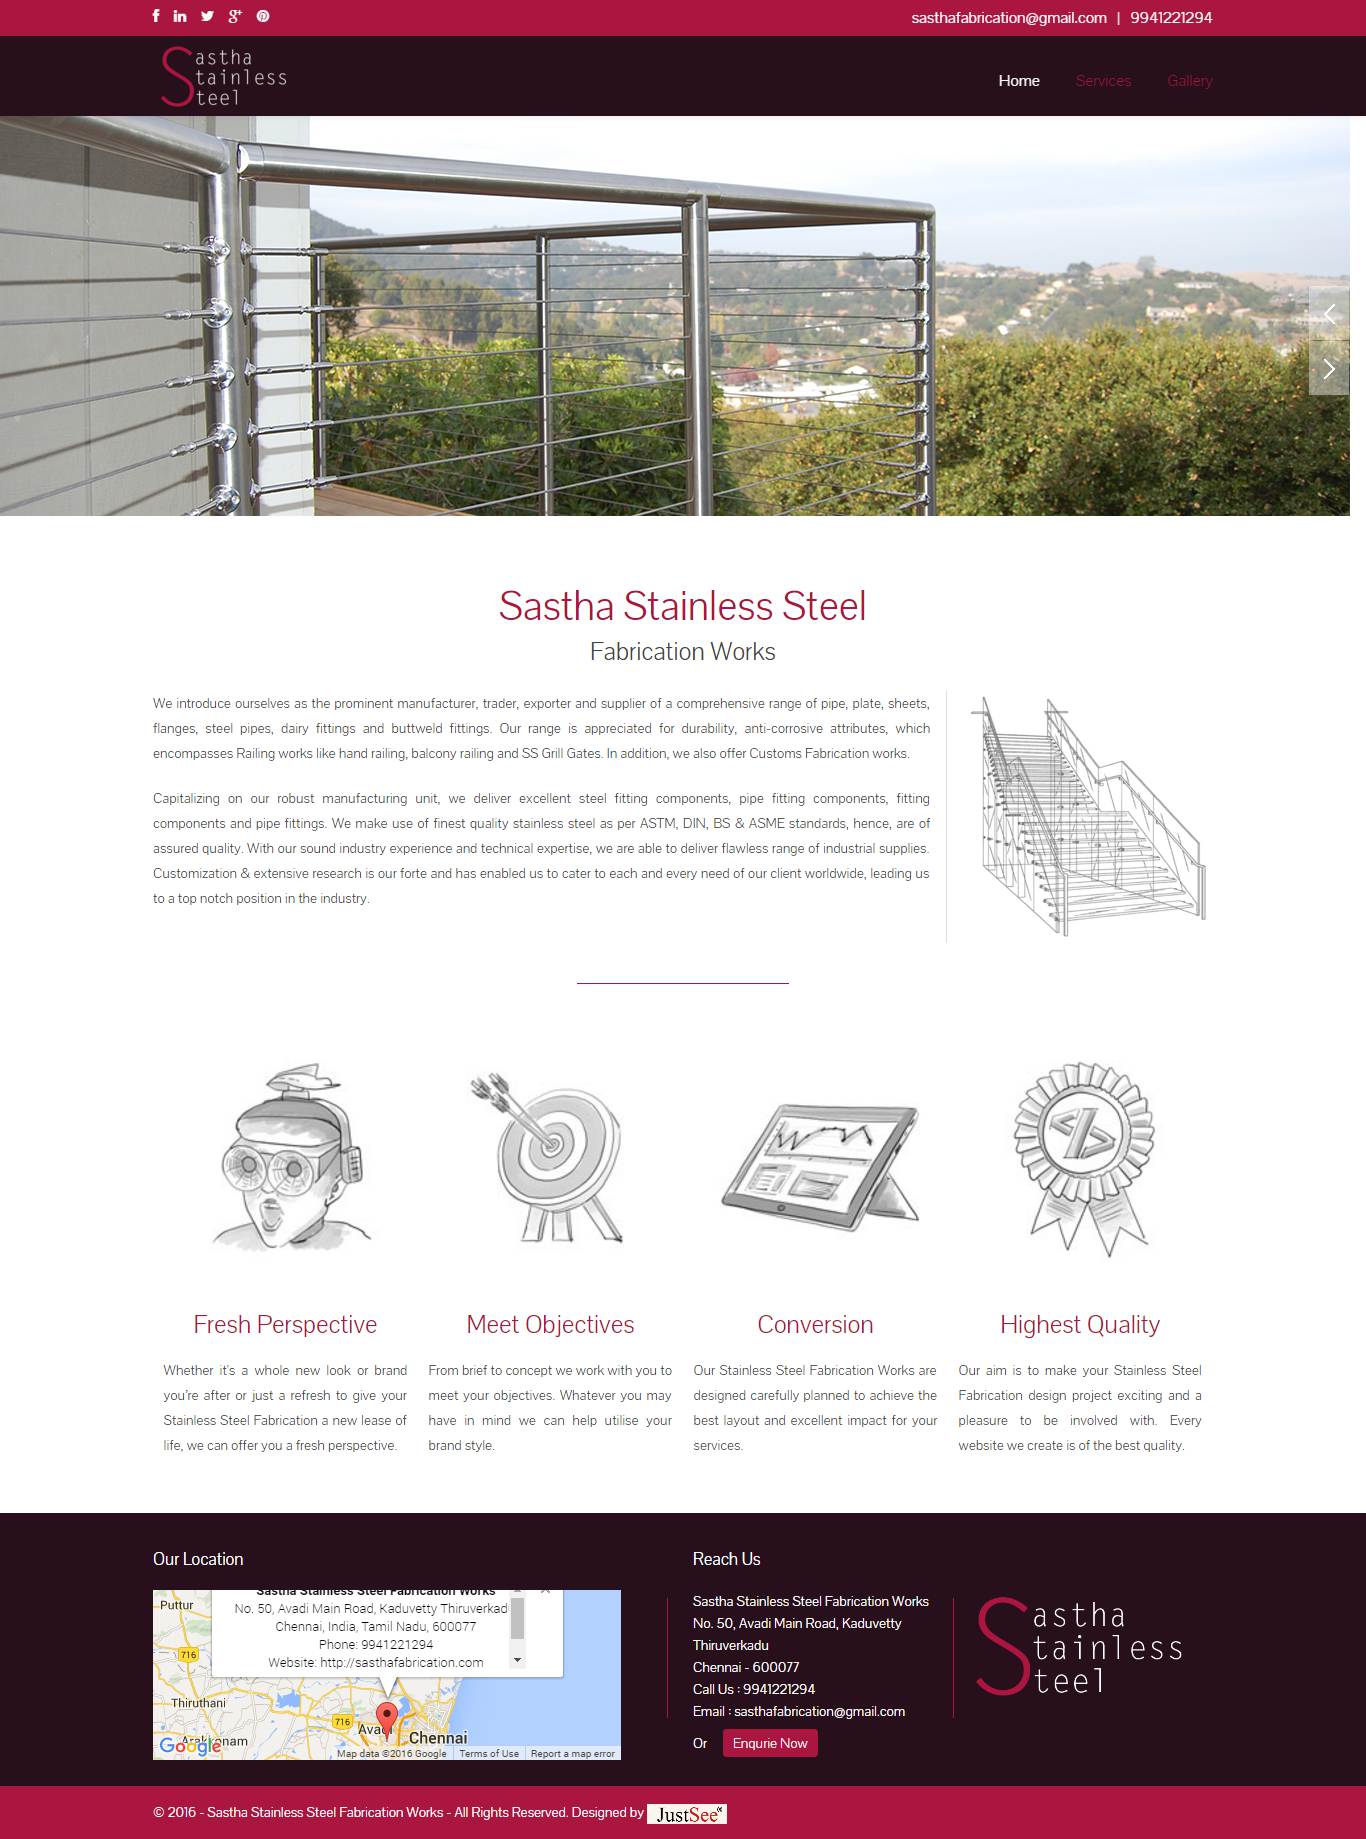 sasthafabrication@gmail.com | 9941221294
Sastha
Stainless
Steel
Home Services Gallery
Sastha Stainless Steel
Fabrication Works
We introduce ourselves as the prominent manufacturer, trader, exporter and supplier of a comprehensive range of pipe, plate, sheets,
flanges, steel pipes, dairy fittings and buttweld fittings. Our range is appreciated for durability, anti-corrosive attributes, which
encompasses Railing works like hand railing, balcony railing and SS Grill Gates. In addition, we also offer Customs Fabrication works.
Capitalizing on our robust manufacturing unit, we deliver excellent steel fitting components, pipe fitting components, fitting
components and pipe fittings. We make use of finest quality stainless steel as per ASTM, DIN, BS & ASME standards, hence, are of
assured quality. With our sound industry experience and technical expertise, we are able to deliver flawless range of industrial supplies.
Customization & extensive research is our forte and has enabled us to cater to each and every need of our client worldwide, leading us
to a top notch position in the industry.
Fresh Perspective
Whether it's a whole new look or brand
you're after or just a refresh to give your
Stainless Steel Fabrication a new lease of
life, we can offer you a fresh perspective.
Meet Objectives
From brief to concept we work with you to
meet your objectives. Whatever you may
have in mind we can help utilise your
brand style.
Conversion
Our Stainless Steel Fabrication Works are
designed carefully planned to achieve the
best layout and excellent impact for your
services.
Highest Quality
Our aim is to make your Stainless Steel
Fabrication design project exciting and a
pleasure to be involved with. Every
website we create is of the best quality.
Our Location
Sastha Stainless Steel Fabrication Works
No. 50, Avadi Main Road, Kaduvetty Thiruverkad
Chennai, India, Tamil Nadu, 600077
Phone: 9941221294
Website: http://sasthafabrication.com
Puttur
716
Thiruthani
716
Avadi
Chennai
Google
Map data ©2016 Google Terms of Use Report a map error
Reach Us
Sastha Stainless Steel Fabrication Works
No. 50, Avadi Main Road, Kaduvetty
Thiruverkadu
Chennai - 600077
Call Us : 9941221294
Email : sasthafabrication@gmail.com
Or Enqurie Now
Sastha
Stainless
Steel
© 2016 - Sastha Stainless Steel Fabrication Works - All Rights Reserved. Designed by JustSee